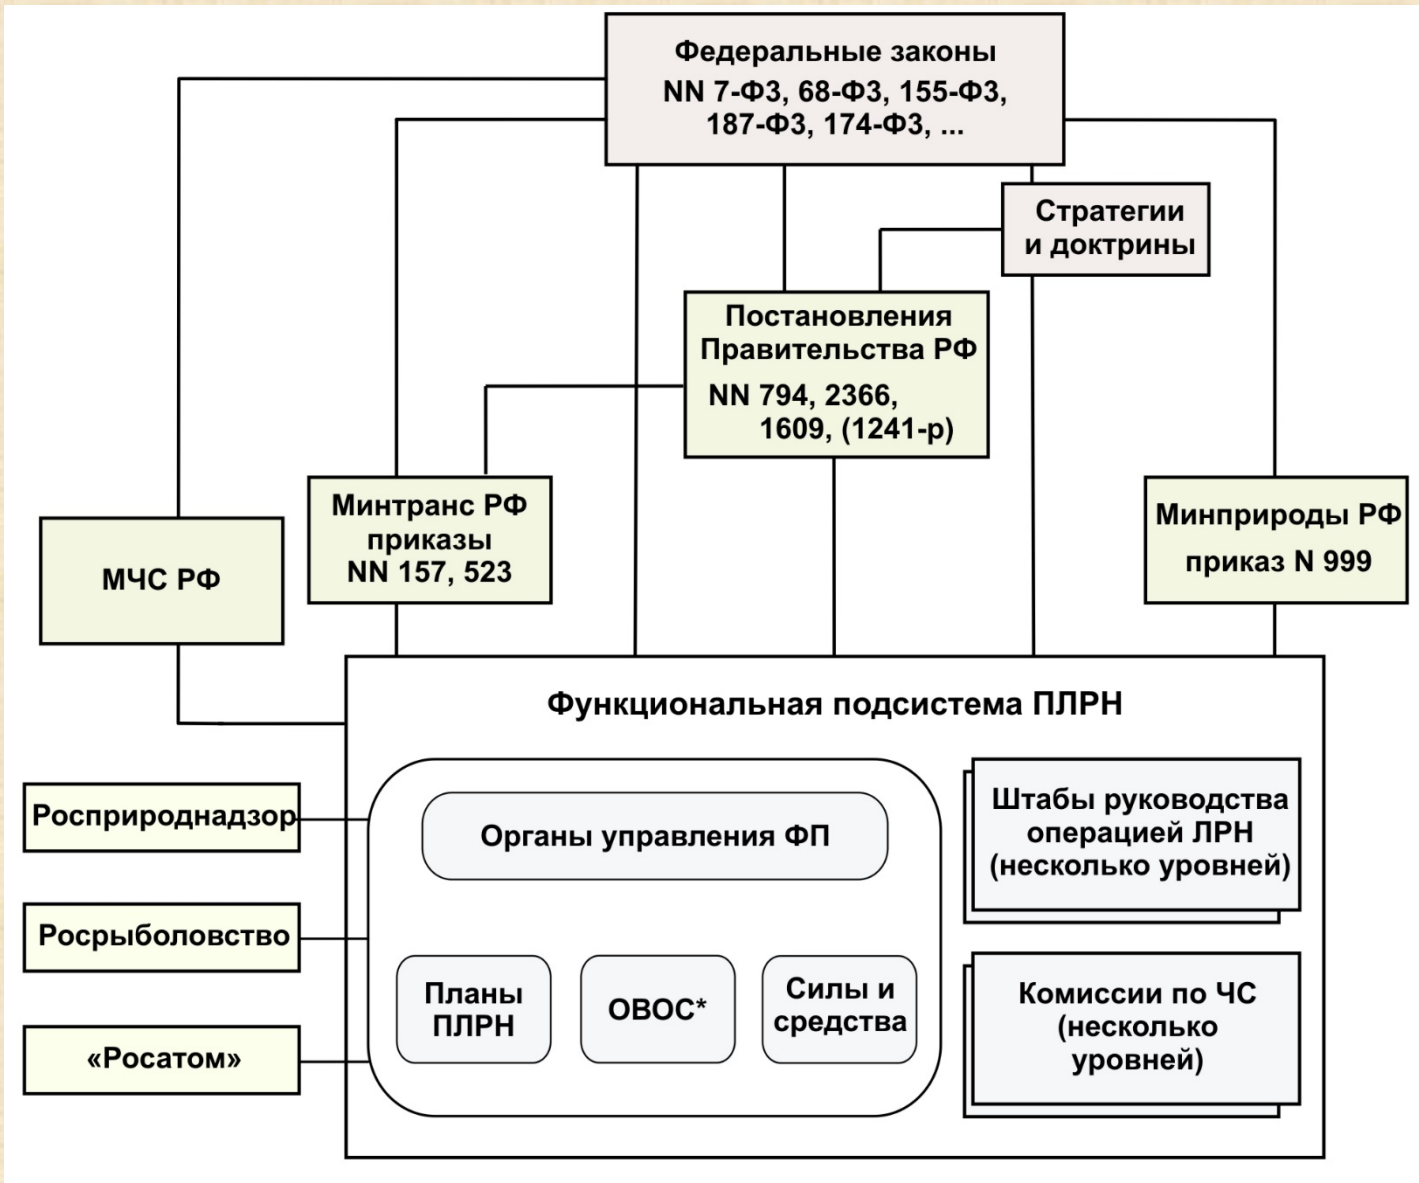 Федеральные законы
NN 7-ФЗ, 68-ФЗ, 155-ФЗ,
187-ФЗ, 174-ФЗ, ...
Стратегии
и доктрины
Постановления
Правительства РФ
NN 794, 2366,
1609, (1241-р)
Минтранс РФ
приказы
NN 157, 523
Минприроды РФ
приказ N 999
МЧС РФ
Функциональная подсистема ПЛРН
Росприроднадзор
Росрыболовство
«Росатом»
Органы управления ФП
Планы
ПЛРН
ОВОС*
Силы и
средства
Штабы руководства
операцией ЛРН
(несколько уровней)
Комиссии по ЧС
(несколько
уровней)